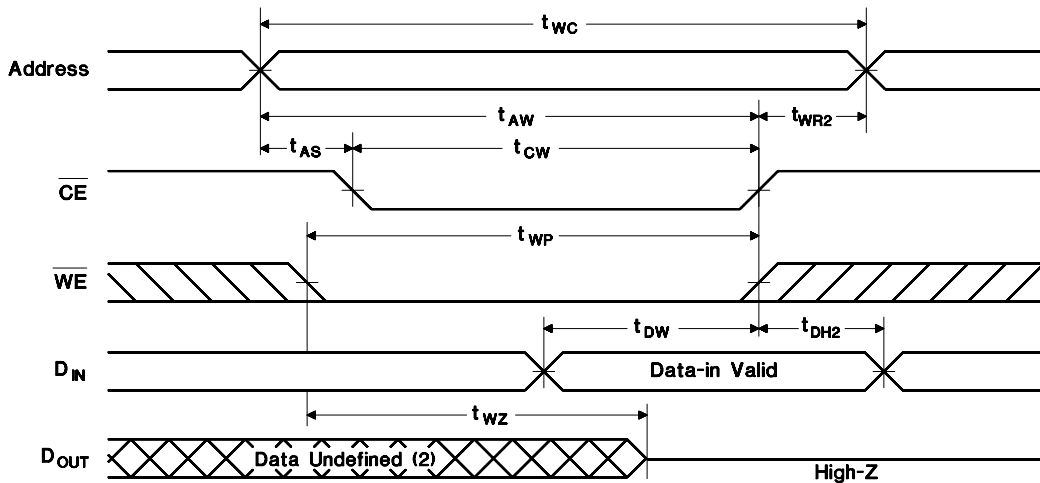 tWC
Address
tAW
tWR2
tAS
tCW
CE
tWP
WE
tDW
tDH2
DIN
Data-in Valid
tWZ
DOUT
Data Undefined (2)
High-Z